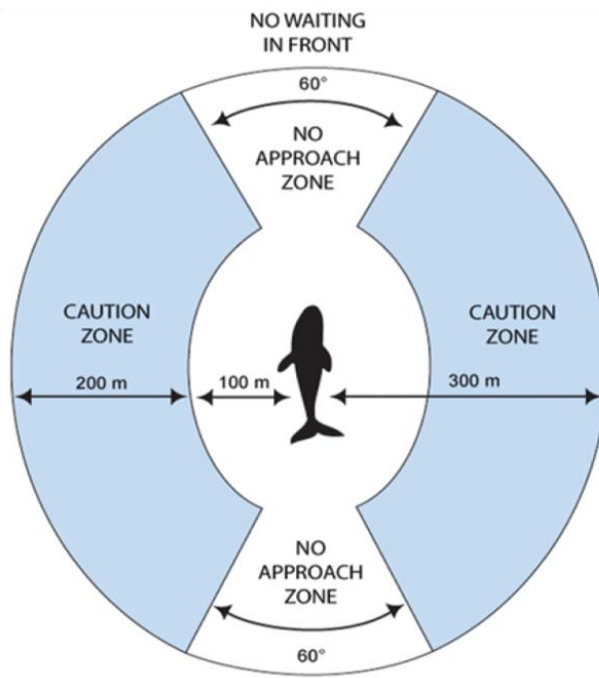 NO WAITING
IN FRONT
60°
NO
APPROACH
ZONE
CAUTION
ZONE
CAUTION
ZONE
200 m
100 m
300 m
NO
APPROACH
ZONE
60°